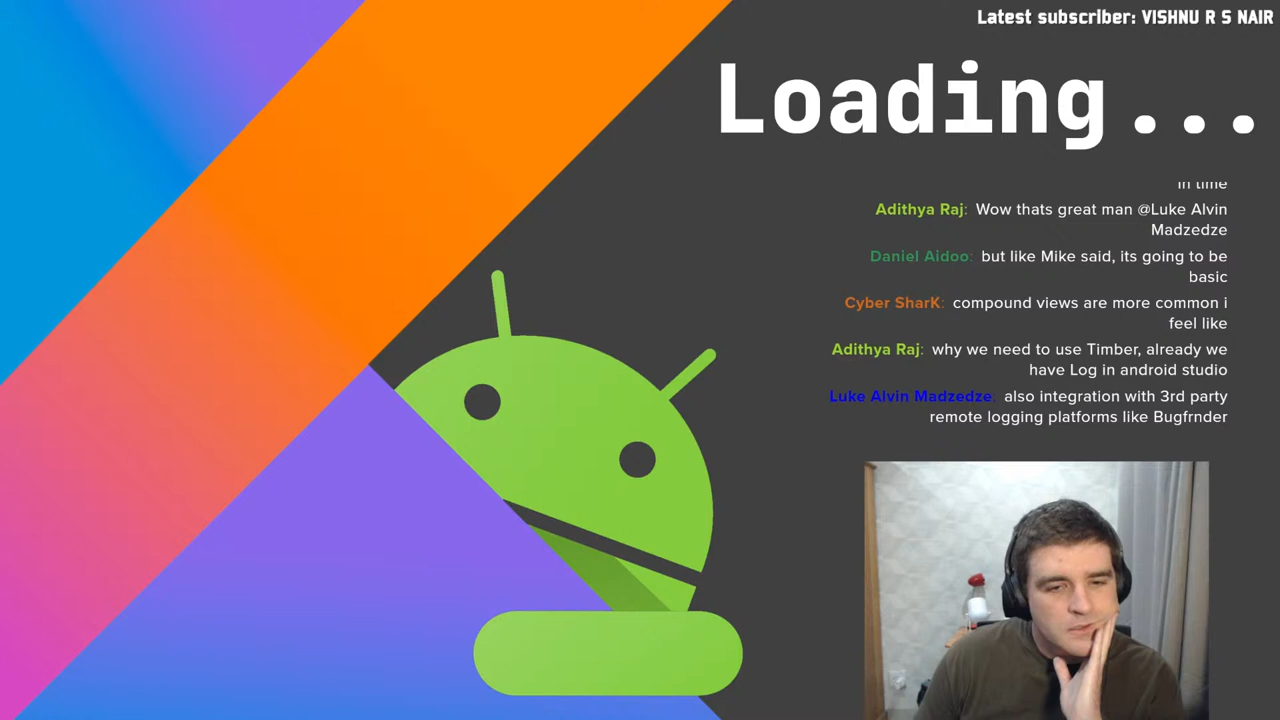 Latest subscriber: VISHNU R S NAIR
Loading...
in time
Adithya Raj: Wow thats great man @Luke Alvin
Madzedze
Daniel Aidoo: but like Mike said, its going to be
basic
Cyber SharK: compound views are more common i
feel like
Adithya Raj: why we need to use Timber, already we
have Log in android studio
Luke Alvin Madzedze: also integration with 3rd party
remote logging platforms like Bugfrnder